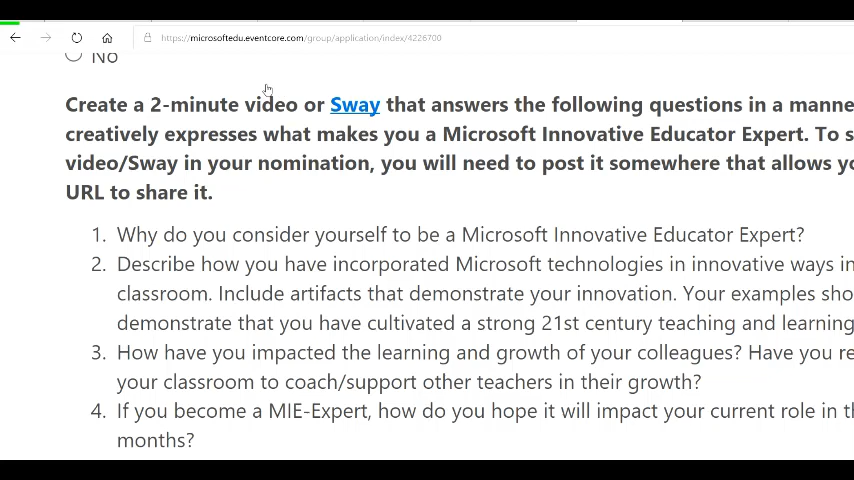 https://microsoftedu.eventcore.com/group/application/index/4226700
No
Create a 2-minute video or Sway that answers the following questions in a manne
creatively expresses what makes you a Microsoft Innovative Educator Expert. To s
video/Sway in your nomination, you will need to post it somewhere that allows yo
URL to share it.
1. Why do you consider yourself to be a Microsoft Innovative Educator Expert?
2. Describe how you have incorporated Microsoft technologies in innovative ways in
classroom. Include artifacts that demonstrate your innovation. Your examples sho
demonstrate that you have cultivated a strong 21st century teaching and learning
3. How have you impacted the learning and growth of your colleagues? Have you re
your classroom to coach/support other teachers in their growth?
4. If you become a MIE-Expert, how do you hope it will impact your current role in th
months?